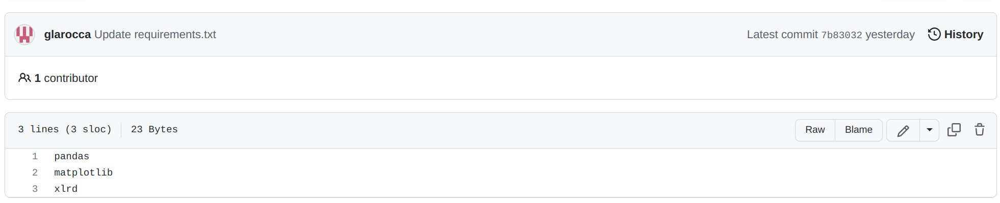 glarocca Update requirements.txt
Latest commit 7b83032 yesterday History
1 contributor
3 lines (3 sloc) 23 Bytes
Raw Blame
1 pandas
2 matplotlib
3 xlrd